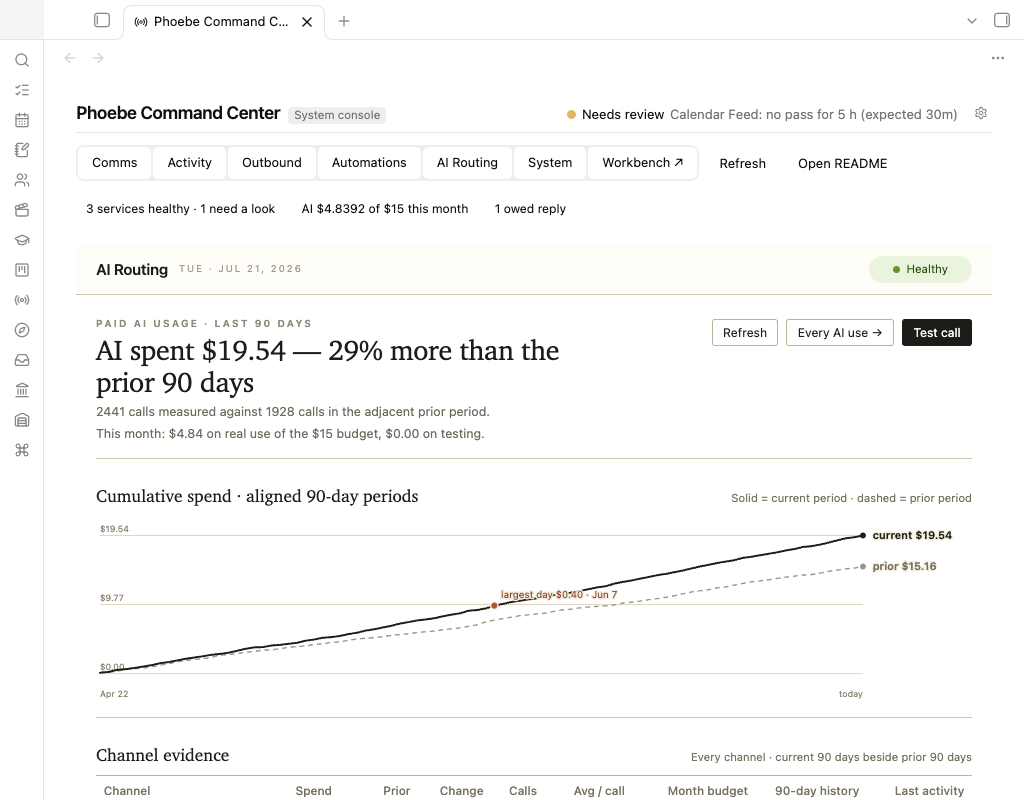 Phoebe Command C...
Phoebe Command Center System console
Needs review Calendar Feed: no pass for 5 h (expected 30m)
Comms Activity Outbound Automations AI Routing System Workbench ↗ Refresh Open README
3 services healthy · 1 need a look AI $4.8392 of $15 this month 1 owed reply
AI Routing TUE · JUL 21, 2026 Healthy
PAID AI USAGE · LAST 90 DAYS
Refresh Every AI use → Test call
AI spent $19.54 — 29% more than the
prior 90 days
2441 calls measured against 1928 calls in the adjacent prior period.
This month: $4.84 on real use of the $15 budget, $0.00 on testing.
Cumulative spend · aligned 90-day periods Solid = current period · dashed = prior period
$19.54
current $19.54
prior $15.16
largest day $0.40 · Jun 7
$9.77
$0.00
Apr 22 today
Channel evidence Every channel · current 90 days beside prior 90 days
Channel Spend Prior Change Calls Avg / call Month budget 90-day history Last activity